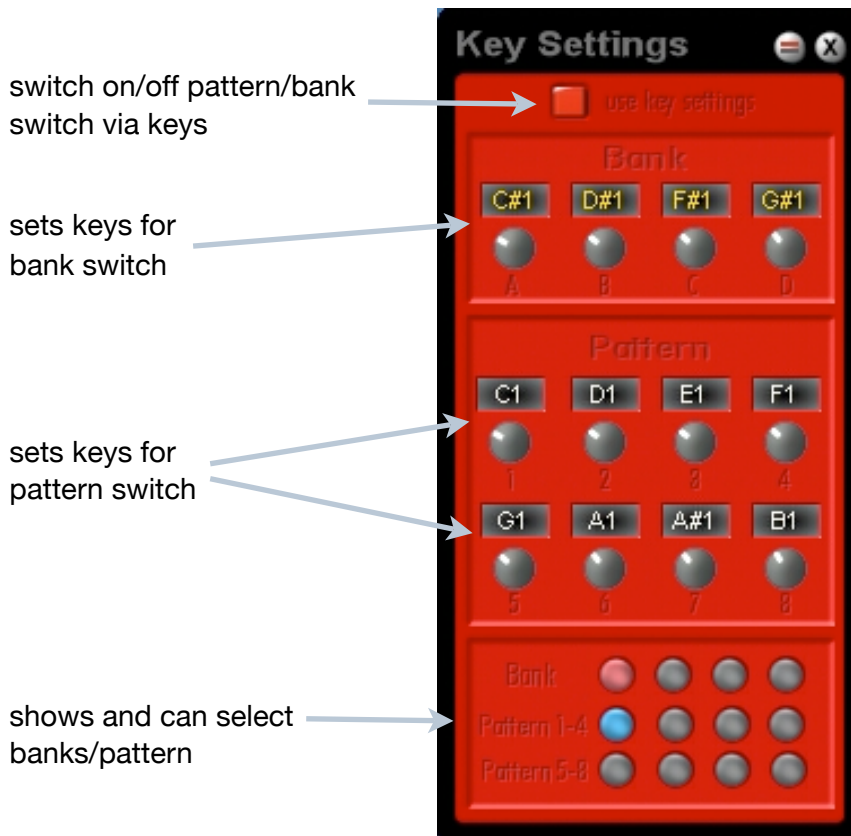 Key Settings
switch on/off pattern/bank
switch via keys
use key settings
Bank
C#1 D#1 F#1 G#1
sets keys for
bank switch
A B C D
Pattern
C1 D1 E1 F1
1 2 3 4
sets keys for
pattern switch
G1 A1 A#1 B1
5 6 7 8
Bank
shows and can select
banks/pattern
Pattern 1-4
Pattern 5-8